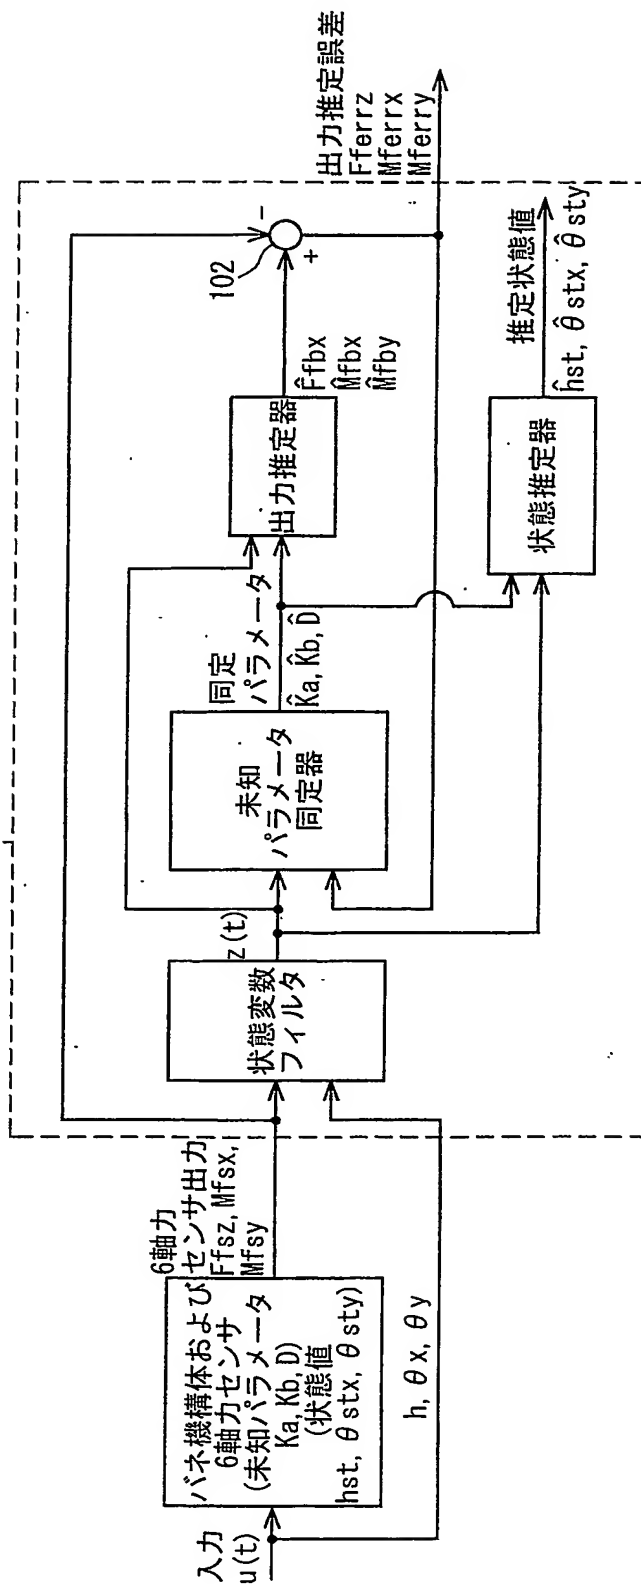 入力
u(t)
バネ機構体および
6軸力センサ
(未知パラメータ
Ka, Kb, D)
(状態値
hst, θstx, θsty)
h, θx, θy
6軸力
センサ出力
Ffsz, Mfsx,
Mfsy
状態変数
フィルタ
z(t)
未知
パラメータ
同定器
同定
パラメータ
K̂a, K̂b, D̂
出力推定器
F̂fbx
M̂fbx
M̂fby
102
-
+
状態推定器
推定状態値
ĥst, θ̂stx, θ̂sty
出力推定誤差
Fferrz
Mferrx
Mferry